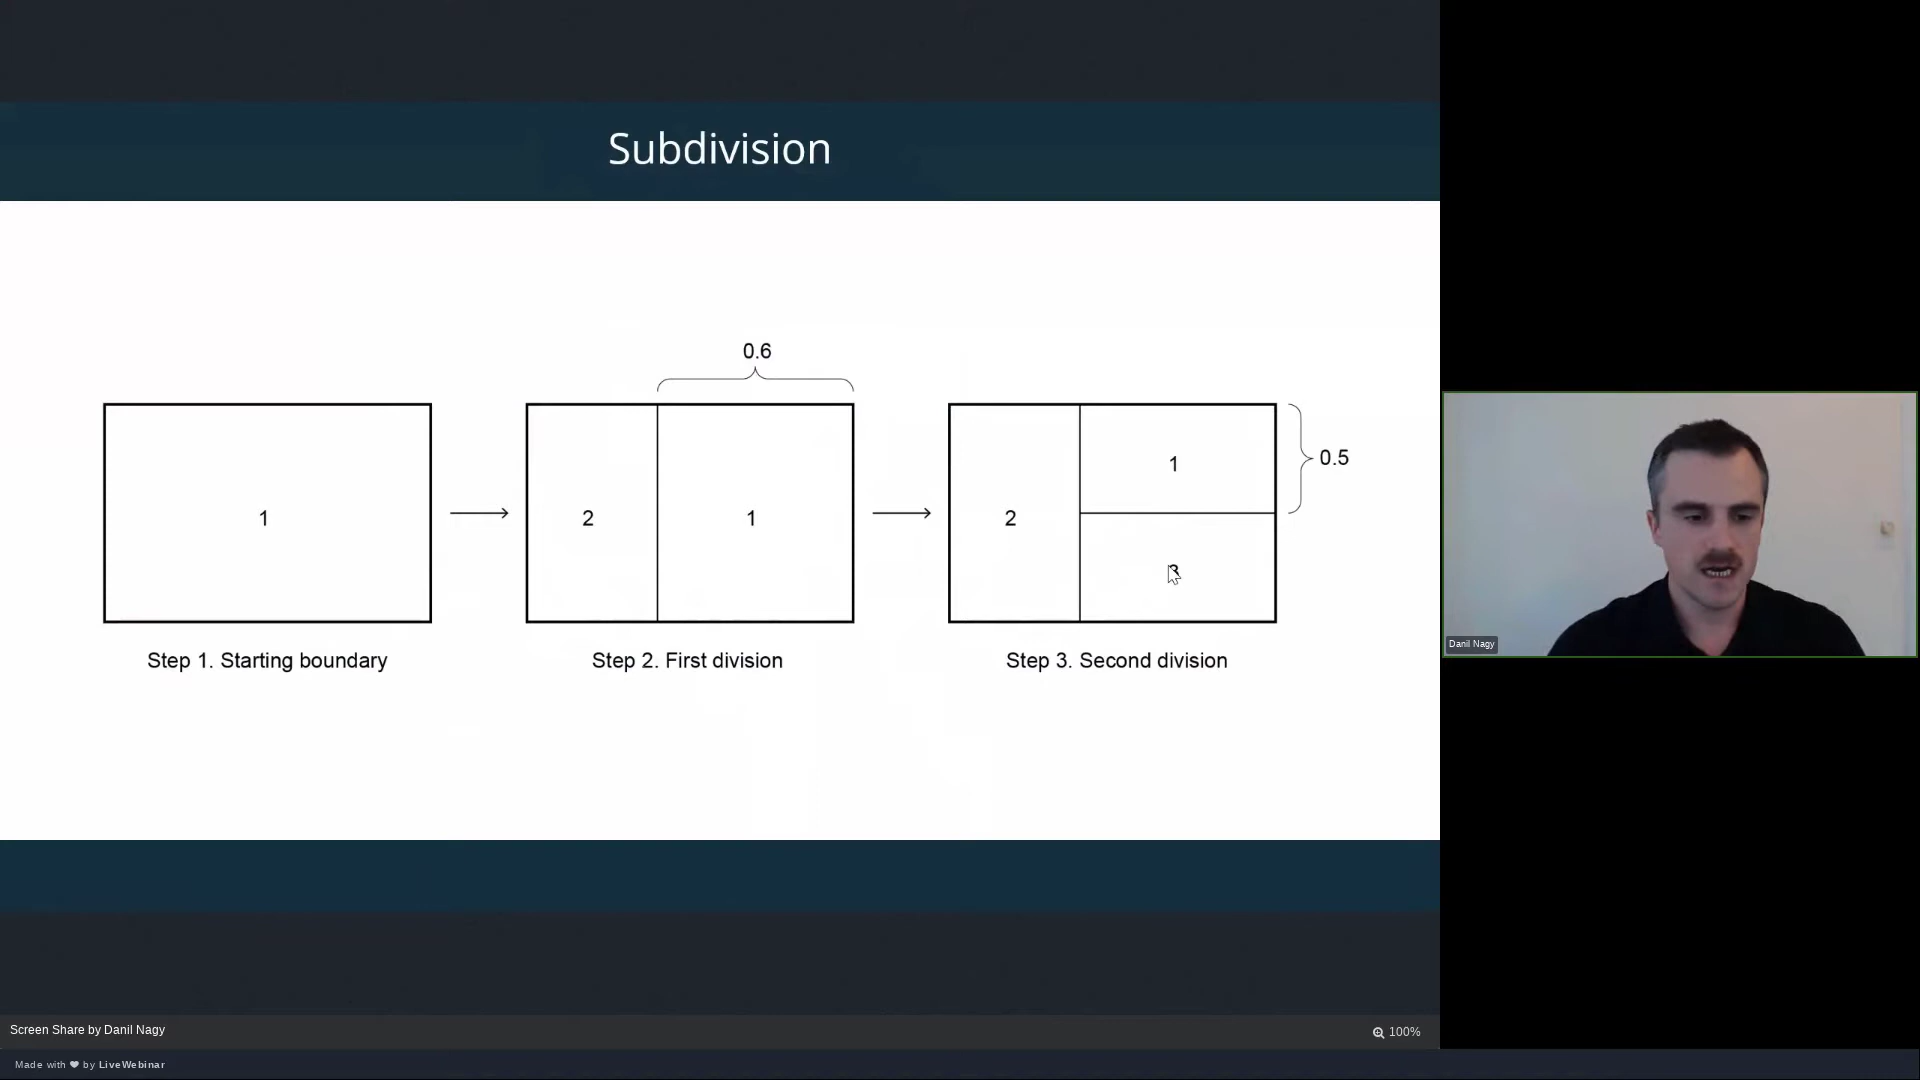 Subdivision
0.6
0.5
1
2
1
2
1
3
Step 1. Starting boundary
Step 2. First division
Step 3. Second division
Danil Nagy
Screen Share by Danil Nagy
100%
Made with ❤ by LiveWebinar